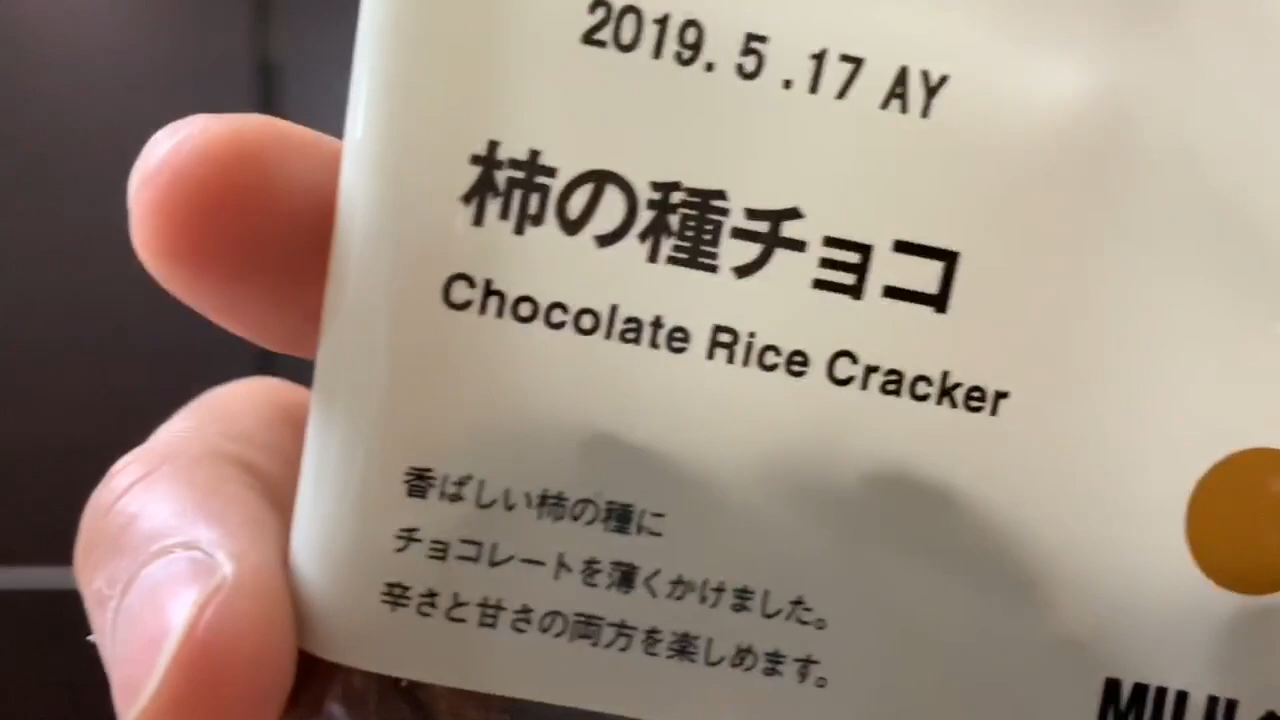 2019.5.17 AY
柿の種チョコ
Chocolate Rice Cracker
香ばしい柿の種に
チョコレートを薄くかけました。
辛さと甘さの両方を楽しめます。
MUJI